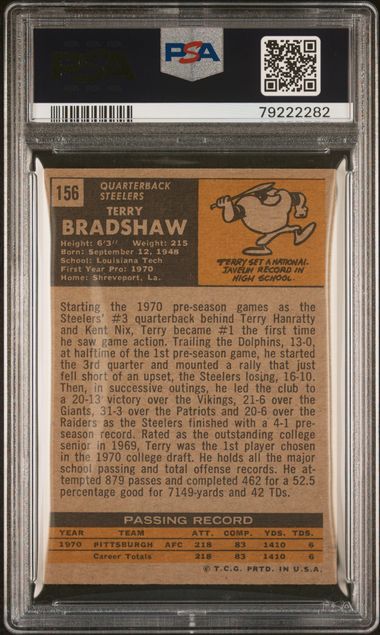 PSA
PSA
79222282
156
QUARTERBACK
STEELERS
TERRY
BRADSHAW
Height: 6'3" Weight: 215
Born: September 12, 1948
School: Louisiana Tech
First Year Pro: 1970
Home: Shreveport, La.
TERRY SET A NATIONAL
JAVELIN RECORD IN
HIGH SCHOOL.
Starting the 1970 pre-season games as the
Steelers' #3 quarterback behind Terry Hanratty
and Kent Nix, Terry became #1 the first time
he saw game action. Trailing the Dolphins, 13-0,
at halftime of the 1st pre-season game, he started
the 3rd quarter and mounted a rally that just
fell short of an upset, the Steelers losing, 16-10.
Then, in successive outings, he led the club to
a 20-13 victory over the Vikings, 21-6 over the
Giants, 31-3 over the Patriots and 20-6 over the
Raiders as the Steelers finished with a 4-1 pre-
season record. Rated as the outstanding college
senior in 1969, Terry was the 1st player chosen
in the 1970 college draft. He holds all the major
school passing and total offense records. He at-
tempted 879 passes and completed 462 for a 52.5
percentage good for 7149-yards and 42 TDs.
PASSING RECORD
YEAR TEAM ATT. COMP. YDS. TDS.
1970 PITTSBURGH AFC 218 83 1410 6
Career Totals 218 83 1410 6
© T.C.G. PRTD. IN U.S.A.